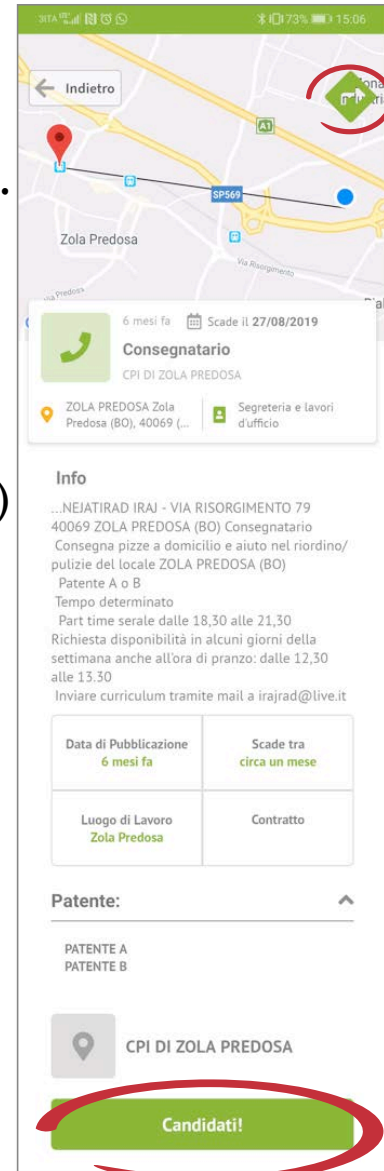 3ITA
73% 15:06
Indietro
A1
SP569
Zola Predosa
Via Risorgimento
6 mesi fa Scade il 27/08/2019
Consegnatario
CPI DI ZOLA PREDOSA
ZOLA PREDOSA Zola
Predosa (BO), 40069 (...
Segreteria e lavori
d'ufficio
Info
...NEJATIRAD IRAJ - VIA RISORGIMENTO 79
40069 ZOLA PREDOSA (BO) Consegnatario
Consegna pizze a domicilio e aiuto nel riordino/
pulizie del locale ZOLA PREDOSA (BO)
Patente A o B
Tempo determinato
Part time serale dalle 18,30 alle 21,30
Richiesta disponibilità in alcuni giorni della
settimana anche all'ora di pranzo: dalle 12,30
alle 13.30
Inviare curriculum tramite mail a irajrad@live.it
Data di Pubblicazione
6 mesi fa
Scade tra
circa un mese
Luogo di Lavoro
Zola Predosa
Contratto
Patente:
PATENTE A
PATENTE B
CPI DI ZOLA PREDOSA
Candidati!